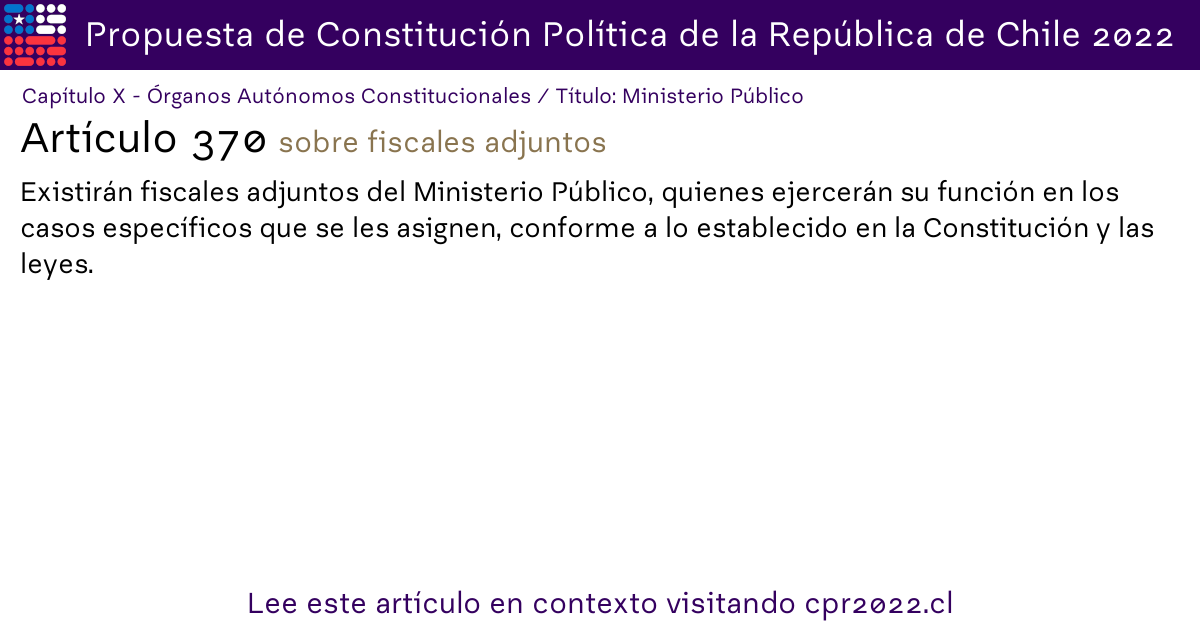 Propuesta de Constitución Política de la República de Chile 2022
Capítulo X - Órganos Autónomos Constitucionales / Título: Ministerio Público
Artículo 370 sobre fiscales adjuntos
Existirán fiscales adjuntos del Ministerio Público, quienes ejercerán su función en los
casos específicos que se les asignen, conforme a lo establecido en la Constitución y las
leyes.
Lee este artículo en contexto visitando cpr2022.cl